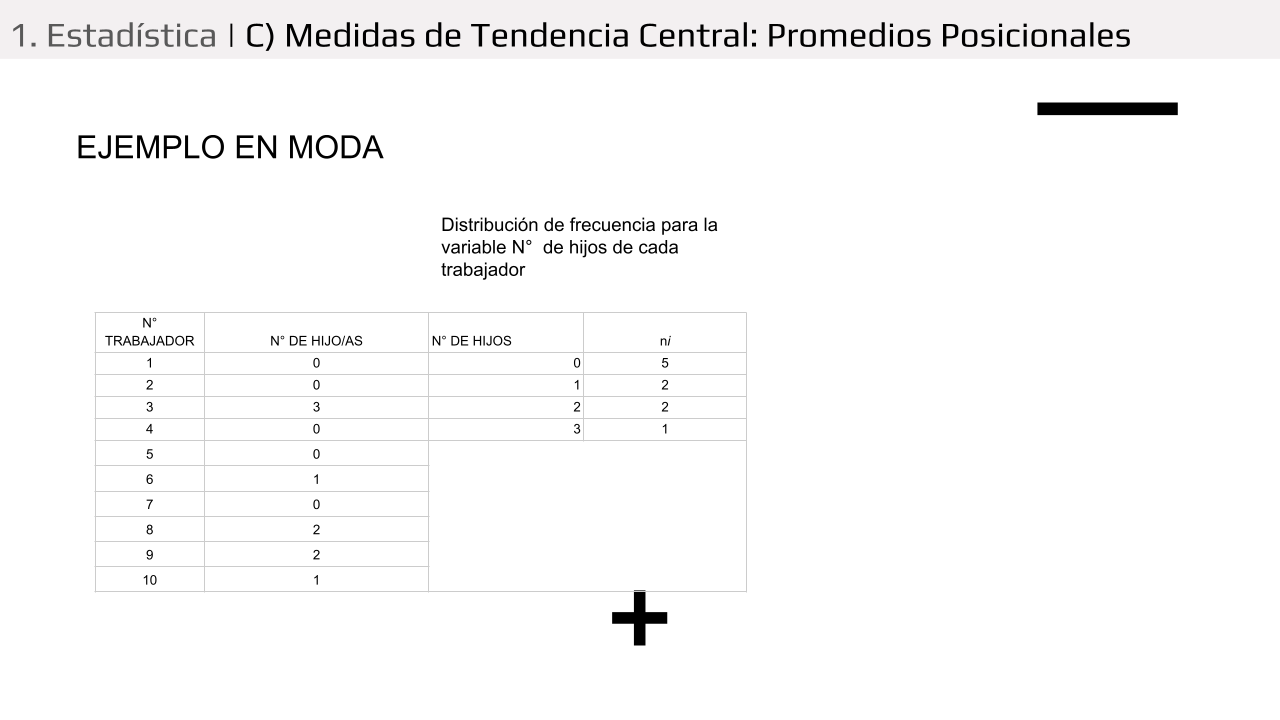 1. Estadística | C) Medidas de Tendencia Central: Promedios Posicionales
EJEMPLO EN MODA
Distribución de frecuencia para la
variable N°  de hijos de cada
trabajador
N°
TRABAJADOR N° DE HIJO/AS N° DE HIJOS ni
1 0 0 5
2 0 1 2
3 3 2 2
4 0 3 1
5 0
6 1
7 0
8 2
9 2
10 1